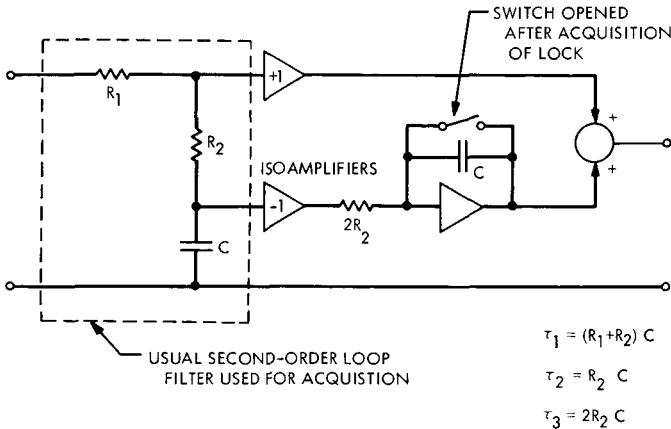 SWITCH OPENED
AFTER ACQUISITION
OF LOCK
R1
+1
R2
ISOAMPLIFIERS
-1
2R2
C
C
+
+
USUAL SECOND-ORDER LOOP
FILTER USED FOR ACQUISTION
τ1 = (R1+R2) C
τ2 = R2 C
τ3 = 2R2 C